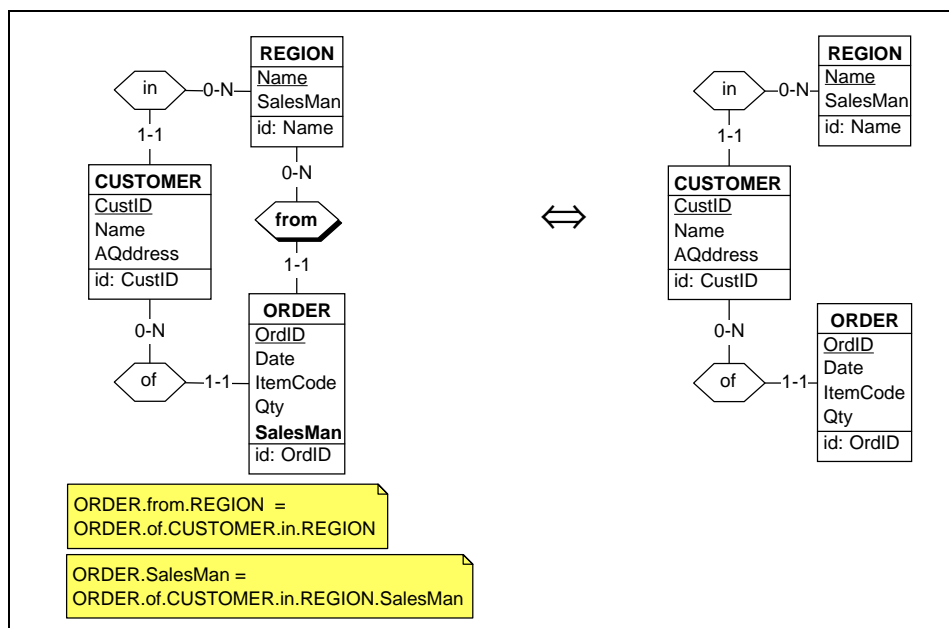 REGION
Name
SalesMan
id: Name
in
0-N
1-1
CUSTOMER
CustID
Name
AQddress
id: CustID
0-N
from
1-1
ORDER
OrdID
Date
ItemCode
Qty
SalesMan
id: OrdID
0-N
of
1-1
ORDER.from.REGION =
ORDER.of.CUSTOMER.in.REGION
ORDER.SalesMan =
ORDER.of.CUSTOMER.in.REGION.SalesMan
⇔
REGION
Name
SalesMan
id: Name
in
0-N
1-1
CUSTOMER
CustID
Name
AQddress
id: CustID
0-N
of
1-1
ORDER
OrdID
Date
ItemCode
Qty
id: OrdID